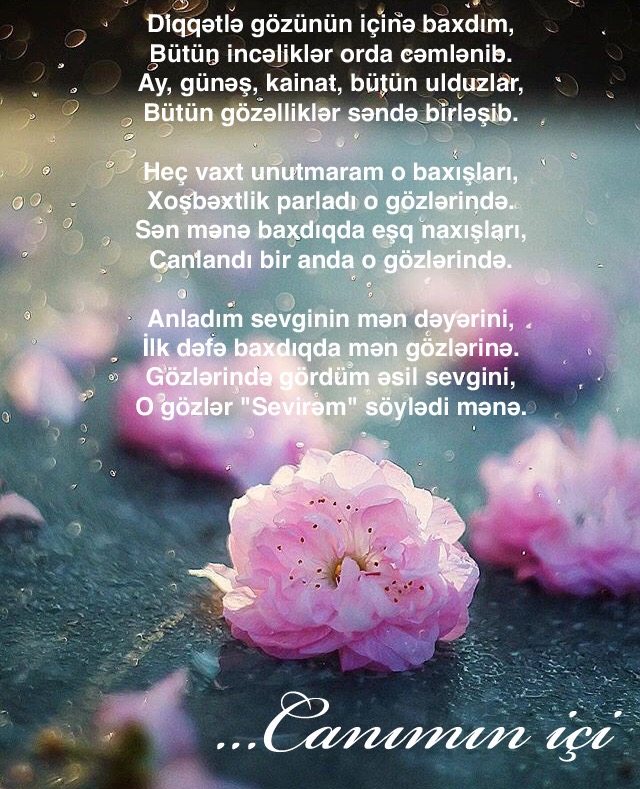 Diqqətlə gözünün içinə baxdım,
Bütün incəliklər orda cəmlənib.
Ay, günəş, kainat, bütün ulduzlar,
Bütün gözəlliklər səndə birləşib.
Heç vaxt unutmaram o baxışları,
Xoşbəxtlik parladı o gözlərində.
Sən mənə baxdıqda eşq naxışları,
Canlandı bir anda o gözlərində.
Anladım sevginin mən dəyərini,
İlk dəfə baxdıqda mən gözlərinə.
Gözlərində gördüm əsil sevgini,
O gözlər "Sevirəm" söylədi mənə.
...Canımın içi